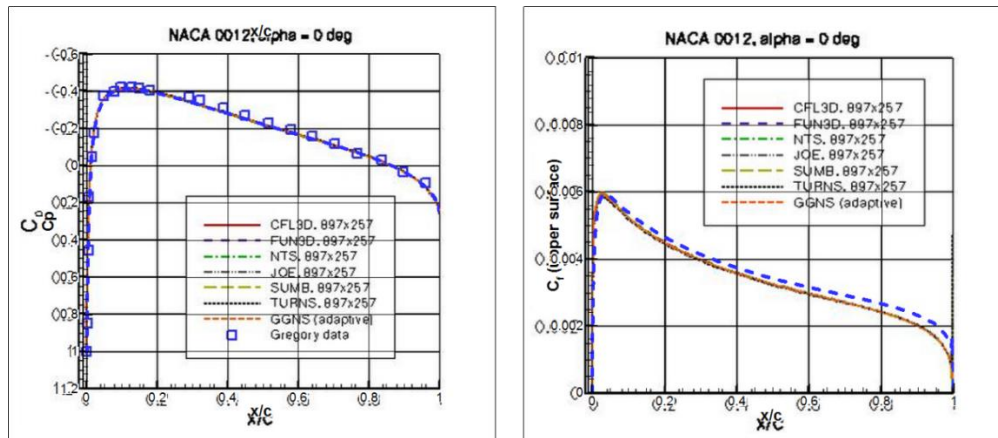 NACA 0012, alpha = 0 deg
x/c
-0.6
-0.4
-0.2
0
0.2
0.4
0.6
0.8
1
1.2
Cp
CFL3D. 897x257
FUN3D. 897x257
NTS. 897x257
JOE. 897x257
SUMB. 897x257
TURNS. 897x257
GGNS (adaptive)
Gregory data
0 0.2 0.4 0.6 0.8 1
x/c
NACA 0012, alpha = 0 deg
0.01
0.008
0.006
0.004
0.002
0
Cf (upper surface)
CFL3D. 897x257
FUN3D. 897x257
NTS. 897x257
JOE. 897x257
SUMB. 897x257
TURNS. 897x257
GGNS (adaptive)
0 0.2 0.4 0.6 0.8 1
x/c